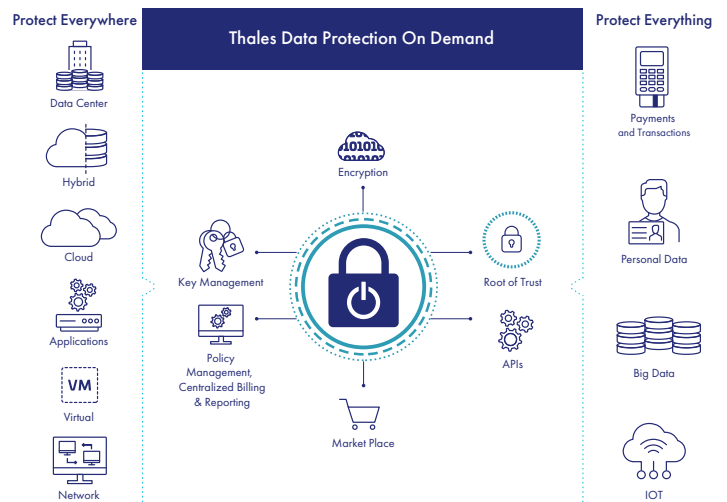 Protect Everywhere
Data Center
Hybrid
Cloud
Applications
VM
Virtual
Network
Thales Data Protection On Demand
10101
101010
Encryption
Key Management
Root of Trust
Policy
Management,
Centralized Billing
& Reporting
APIs
Market Place
Protect Everything
Payments
and Transactions
Personal Data
Big Data
IOT